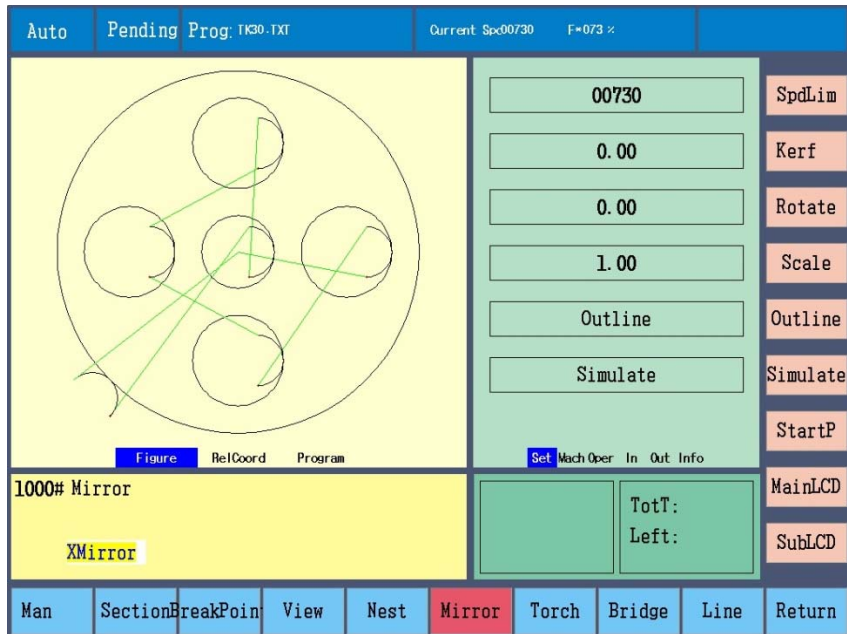 Auto Pending Prog: TK30.TXT Current Spd00730 F*073 %
00730 SpdLim
0.00 Kerf
0.00 Rotate
1.00 Scale
Outline Outline
Simulate Simulate
StartP
Figure RelCoord Program Set Mach Oper In Out Info
1000# Mirror MainLCD
TotT:
XMirror Left: SubLCD
Man Section BreakPoin View Nest Mirror Torch Bridge Line Return